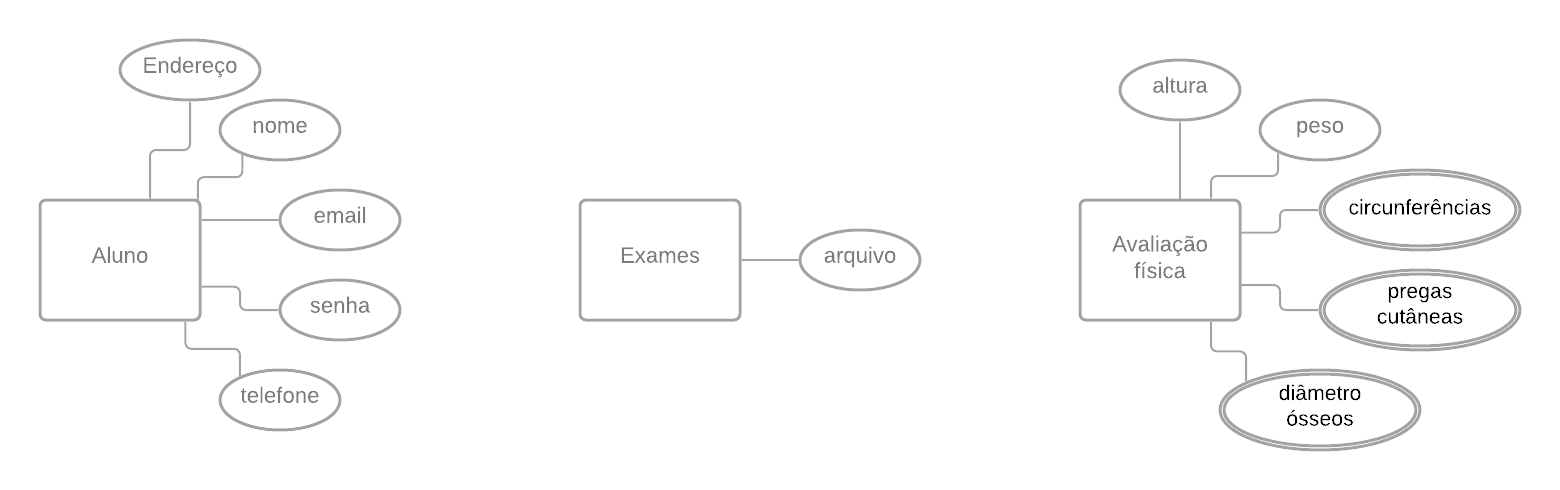 Endereço
nome
email
Aluno
senha
telefone
Exames
arquivo
altura
peso
circunferências
Avaliação
física
pregas
cutâneas
diâmetro
ósseos